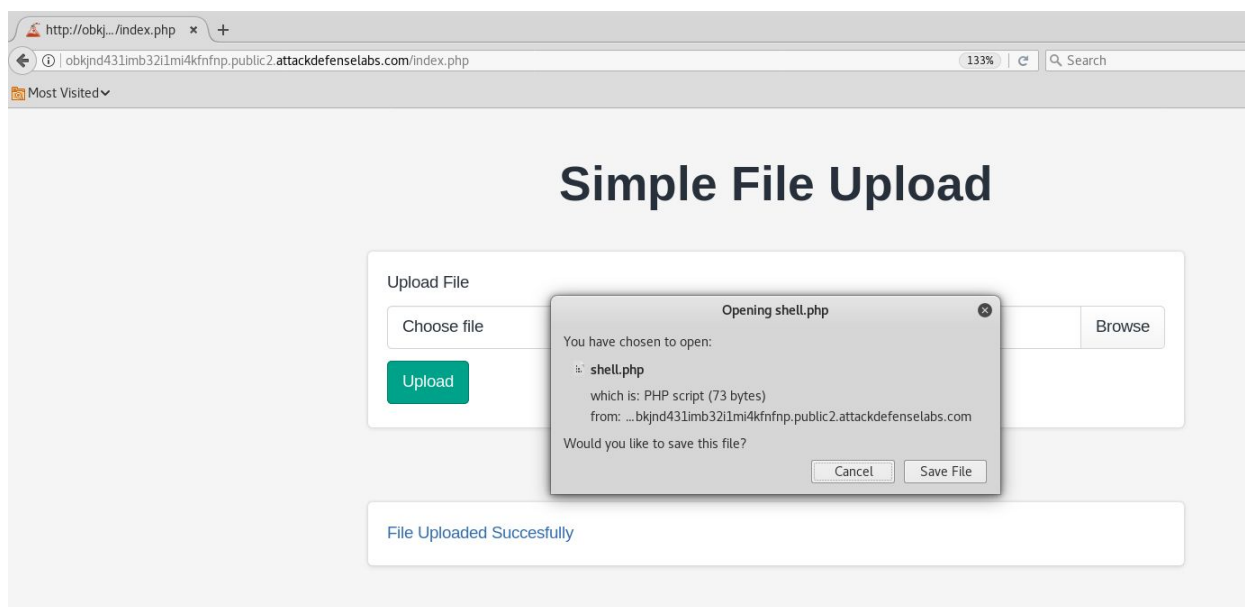 http://obkj.../index.php × +
obkjnd431imb32i1mi4kfnfnp.public2.attackdefenselabs.com/index.php 133% Search
Most Visited
Simple File Upload
Upload File
Choose file Browse
Upload
Opening shell.php
You have chosen to open:
shell.php
which is: PHP script (73 bytes)
from: ...bkjnd431imb32i1mi4kfnfnp.public2.attackdefenselabs.com
Would you like to save this file?
Cancel Save File
File Uploaded Succesfully